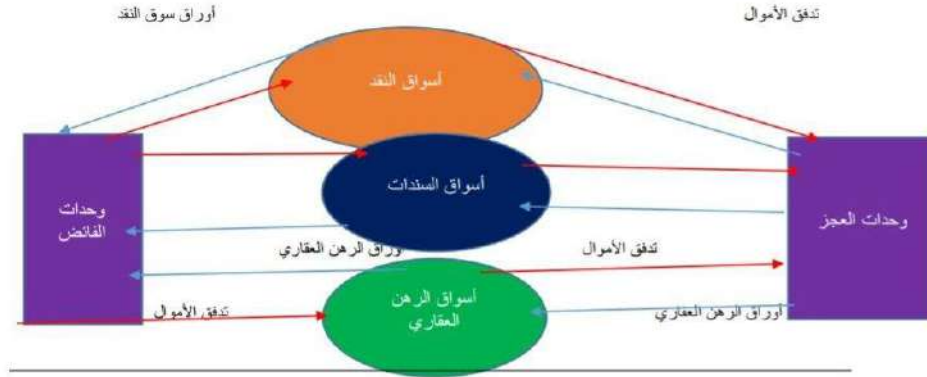 تدفق الأموال
أوراق سوق النقد
أسواق النقد
أسواق السندات
وحدات العجز
وحدات
الفائض
تدفق الأموال
أوراق الرهن العقاري
أسواق الرهن
العقاري
أوراق الرهن العقاري
تدفق الأموال